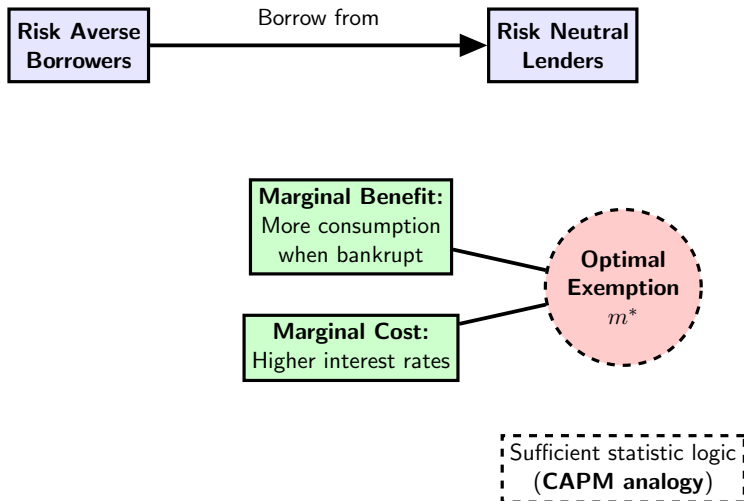 Borrow from
Risk Averse
Borrowers
Risk Neutral
Lenders
Marginal Benefit:
More consumption
when bankrupt
Optimal
Exemption
m*
Marginal Cost:
Higher interest rates
Sufficient statistic logic
(CAPM analogy)